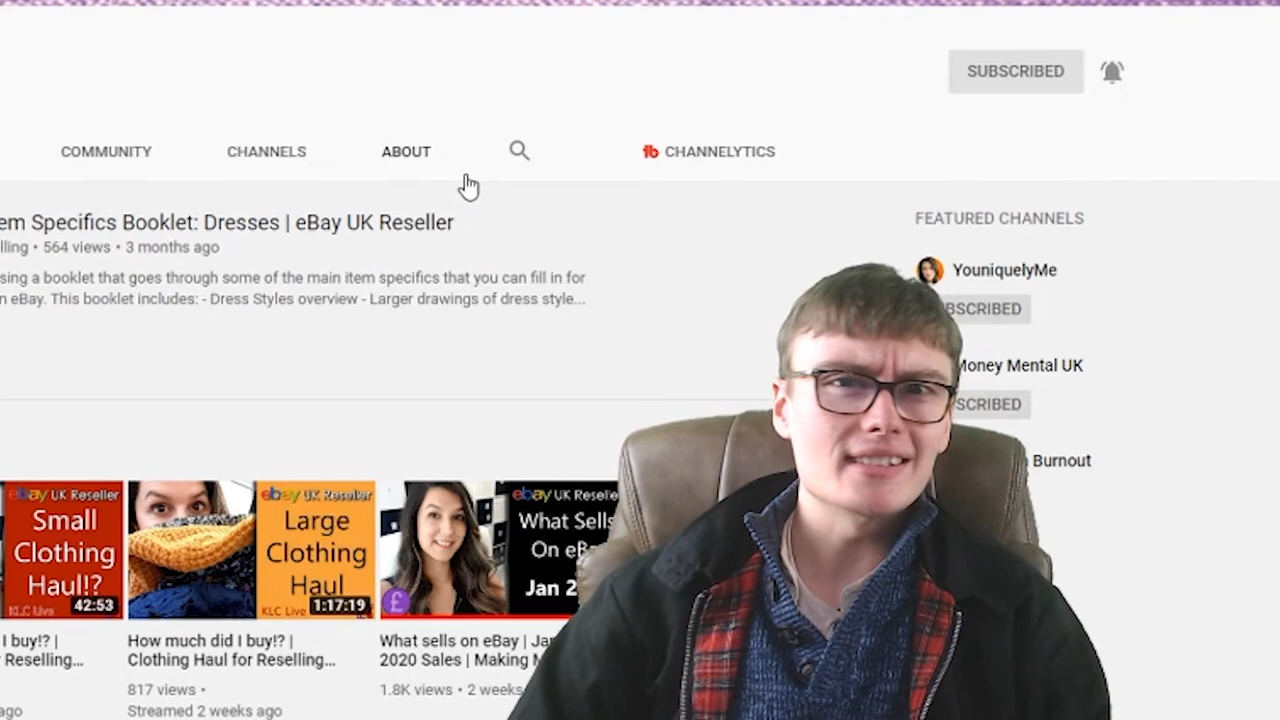 SUBSCRIBED
COMMUNITY CHANNELS ABOUT CHANNELYTICS
em Specifics Booklet: Dresses | eBay UK Reseller
lling • 564 views • 3 months ago
sing a booklet that goes through some of the main item specifics that you can fill in for
n eBay. This booklet includes: - Dress Styles overview - Larger drawings of dress style...
FEATURED CHANNELS
YouniquelyMe
BSCRIBED
Money Mental UK
SCRIBED
Burnout
ebay UK Reseller
Small
Clothing
Haul!?
KLC Live
42:53
ebay UK Reseller
Large
Clothing
Haul
KLC Live
1:17:19
ebay UK Reselle
What Sells
On eB
Jan 2
£
I buy!? |
Reselling...
ago
How much did I buy!? |
Clothing Haul for Reselling...
817 views •
Streamed 2 weeks ago
What sells on eBay | Jan
2020 Sales | Making M
1.8K views • 2 weeks